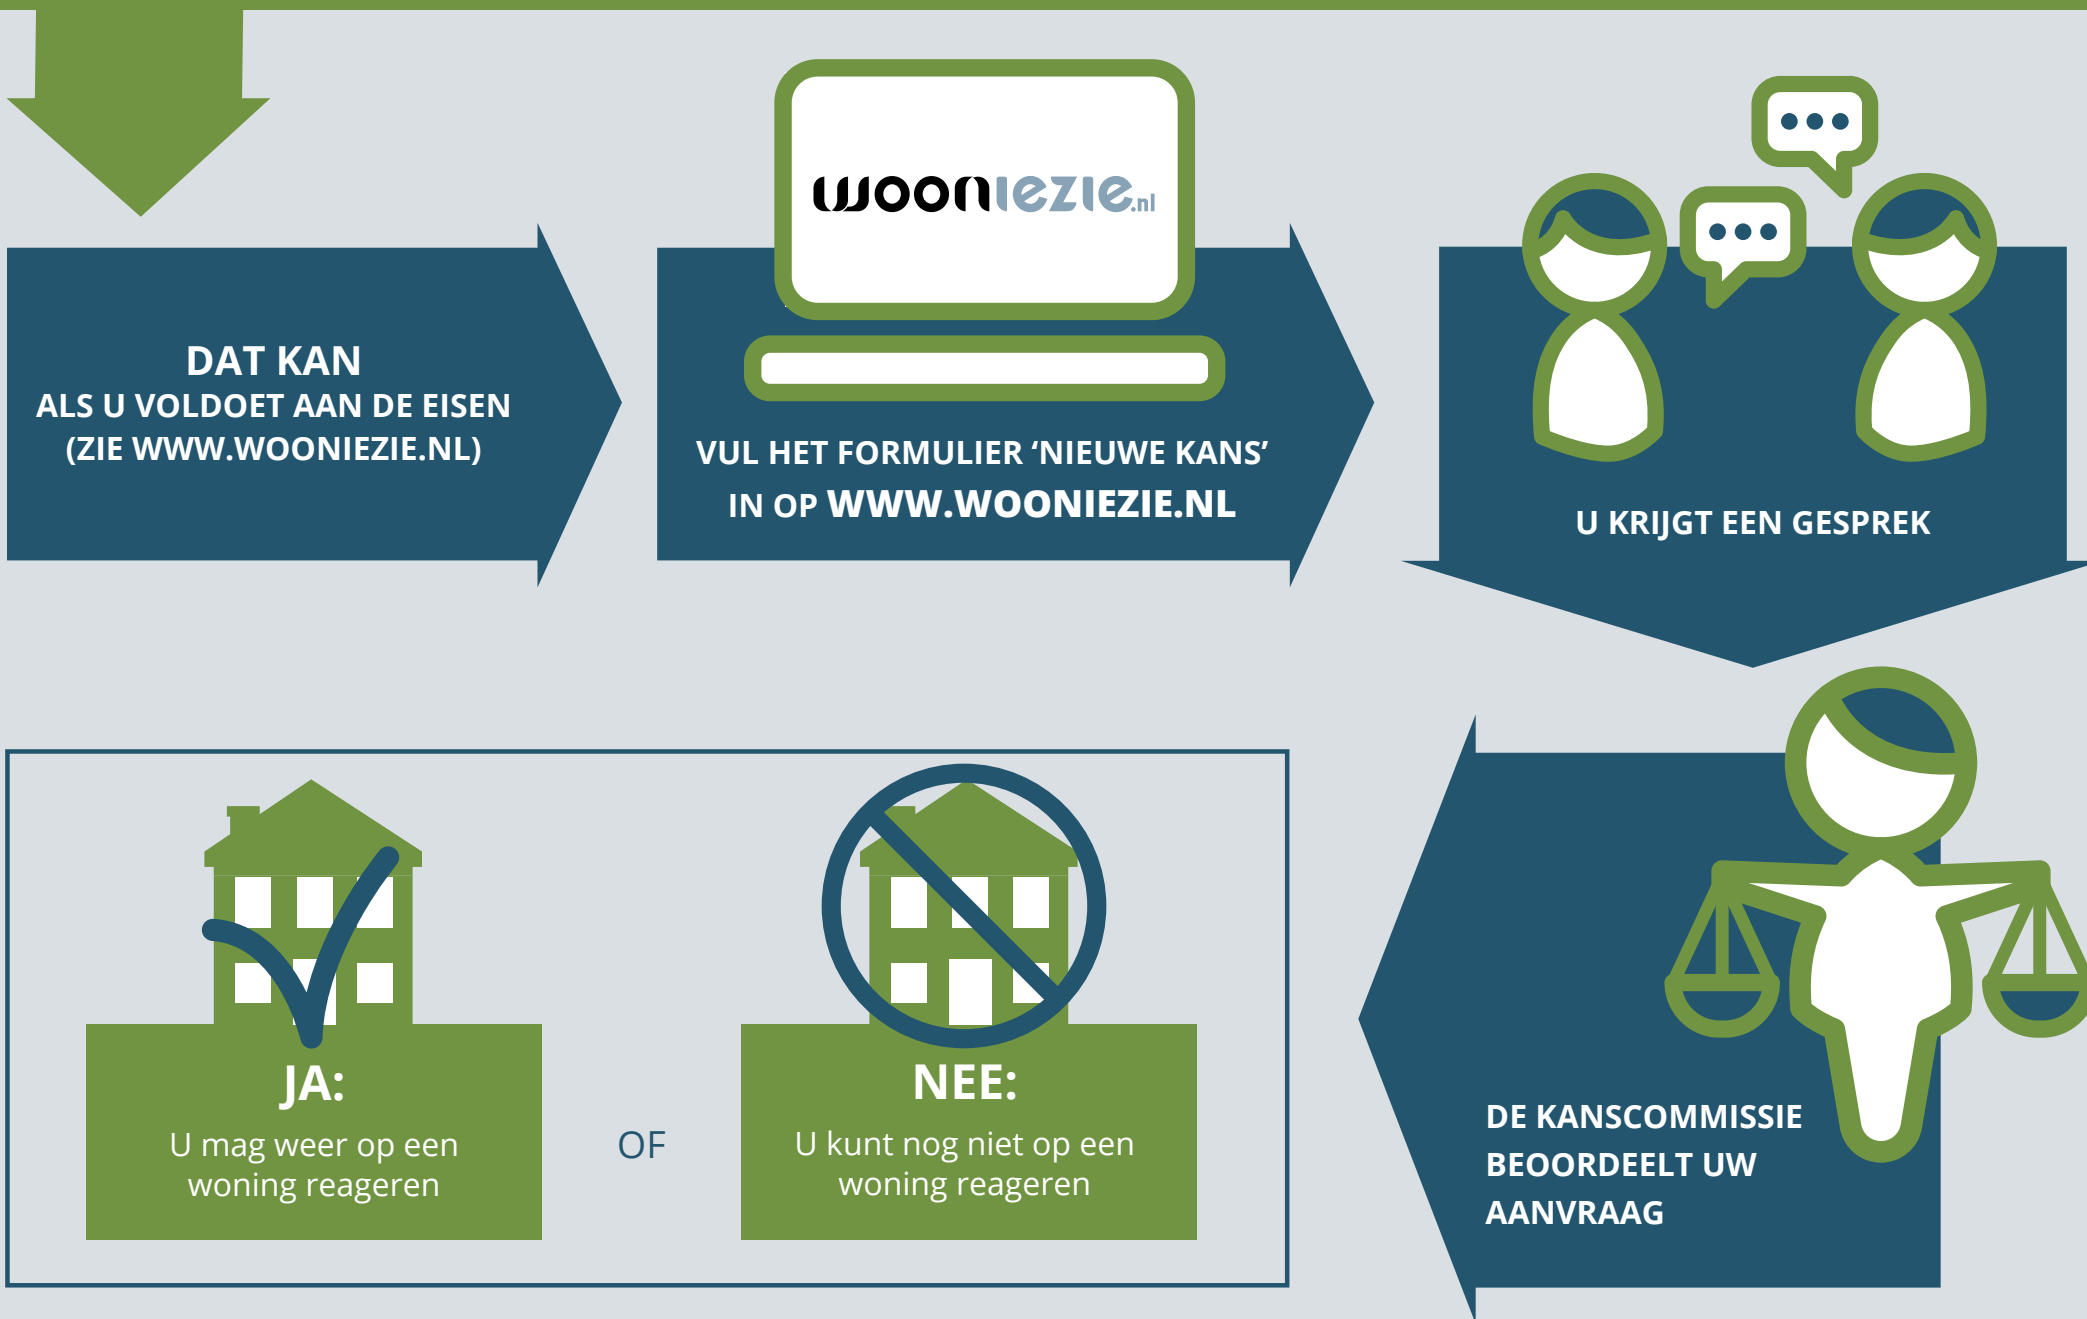 wooniezie.nl
DAT KAN
ALS U VOLDOET AAN DE EISEN
(ZIE WWW.WOONIEZIE.NL)
VUL HET FORMULIER ‘NIEUWE KANS’
IN OP WWW.WOONIEZIE.NL
U KRIJGT EEN GESPREK
DE KANSCOMMISSIE
BEOORDEELT UW
AANVRAAG
JA:
U mag weer op een
woning reageren
OF
NEE:
U kunt nog niet op een
woning reageren